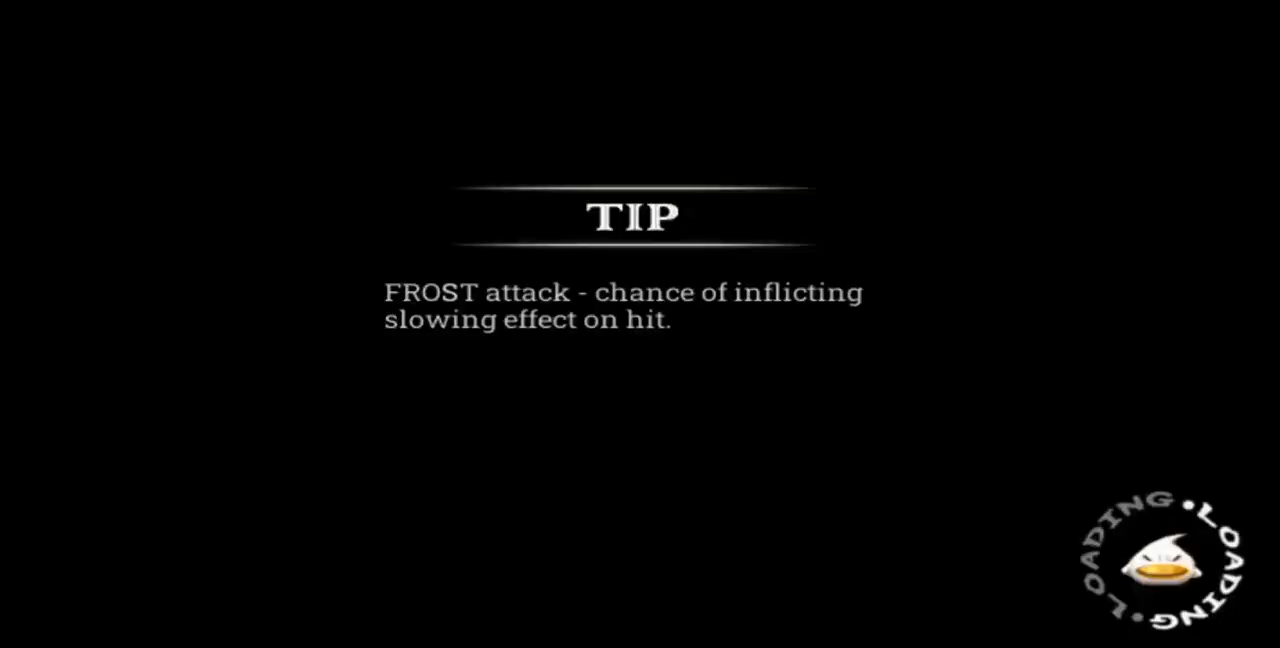 TIP
FROST attack - chance of inflicting
slowing effect on hit.
LOADING•LOADING•